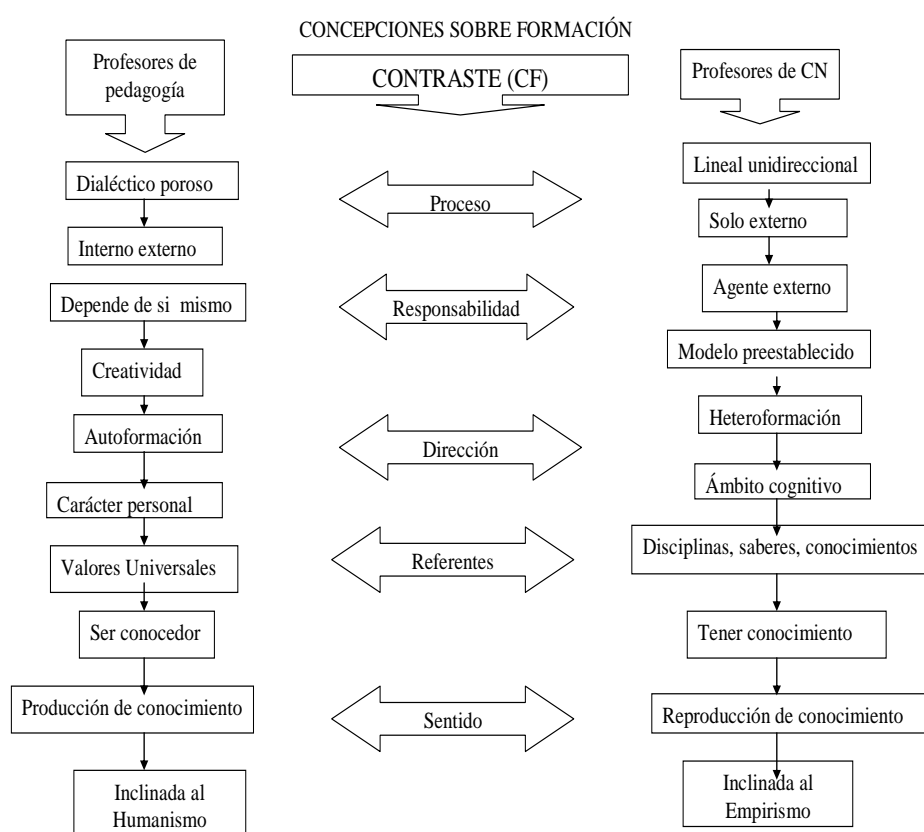 CONCEPCIONES SOBRE FORMACIÓN
Profesores de
pedagogía
CONTRASTE (CF)
Profesores de CN
Dialéctico poroso
Proceso
Lineal unidireccional
Interno externo
Solo externo
Depende de si mismo
Responsabilidad
Agente externo
Creatividad
Modelo preestablecido
Autoformación
Dirección
Heteroformación
Carácter personal
Ámbito cognitivo
Valores Universales
Referentes
Disciplinas, saberes, conocimientos
Ser conocedor
Tener conocimiento
Producción de conocimiento
Sentido
Reproducción de conocimiento
Inclinada al
Humanismo
Inclinada al
Empirismo